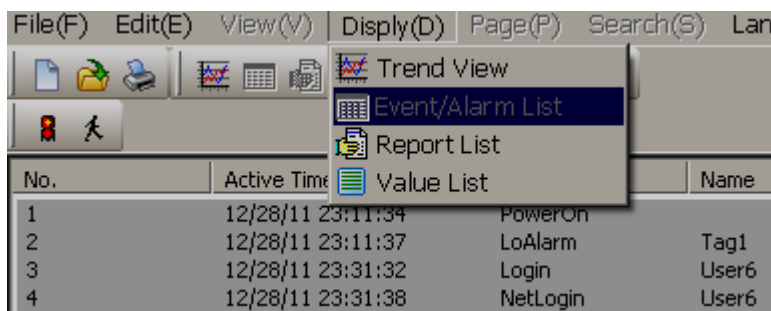 File(F) Edit(E) View(V) Disply(D) Page(P) Search(S) Lan
Trend View
Event/Alarm List
Report List
Value List
No. Active Time Name
1 12/28/11 23:11:34 PowerOn
2 12/28/11 23:11:37 LoAlarm Tag1
3 12/28/11 23:31:32 Login User6
4 12/28/11 23:31:38 NetLogin User6